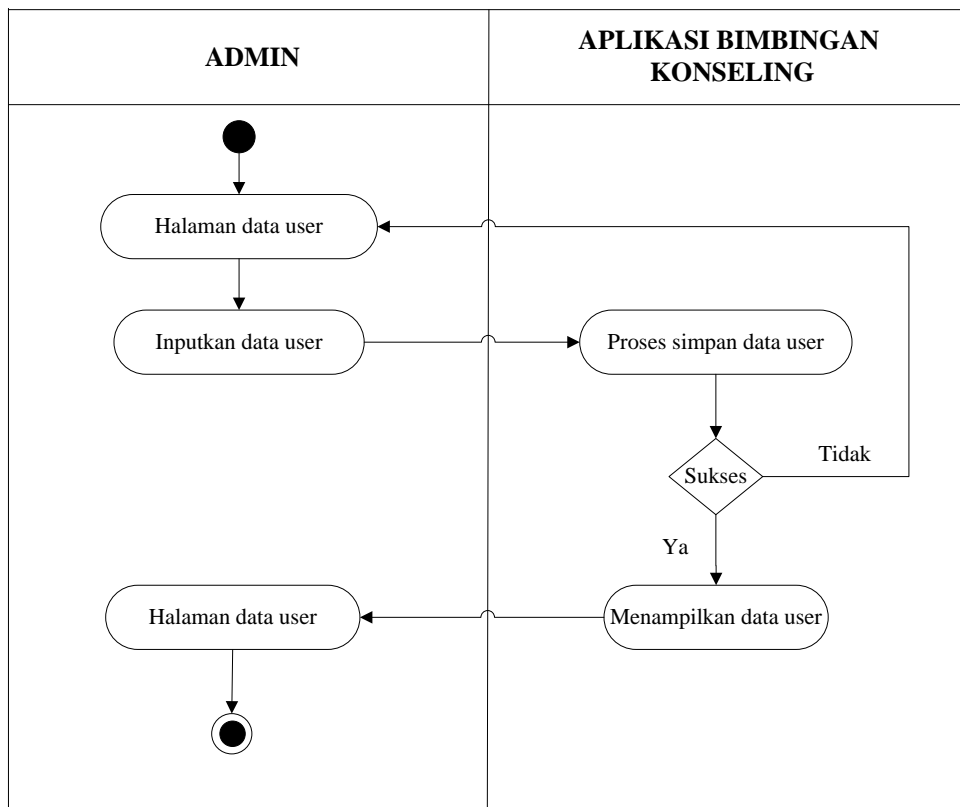 ADMIN
APLIKASI BIMBINGAN
KONSELING
Halaman data user
Inputkan data user
Proses simpan data user
Sukses
Tidak
Ya
Halaman data user
Menampilkan data user